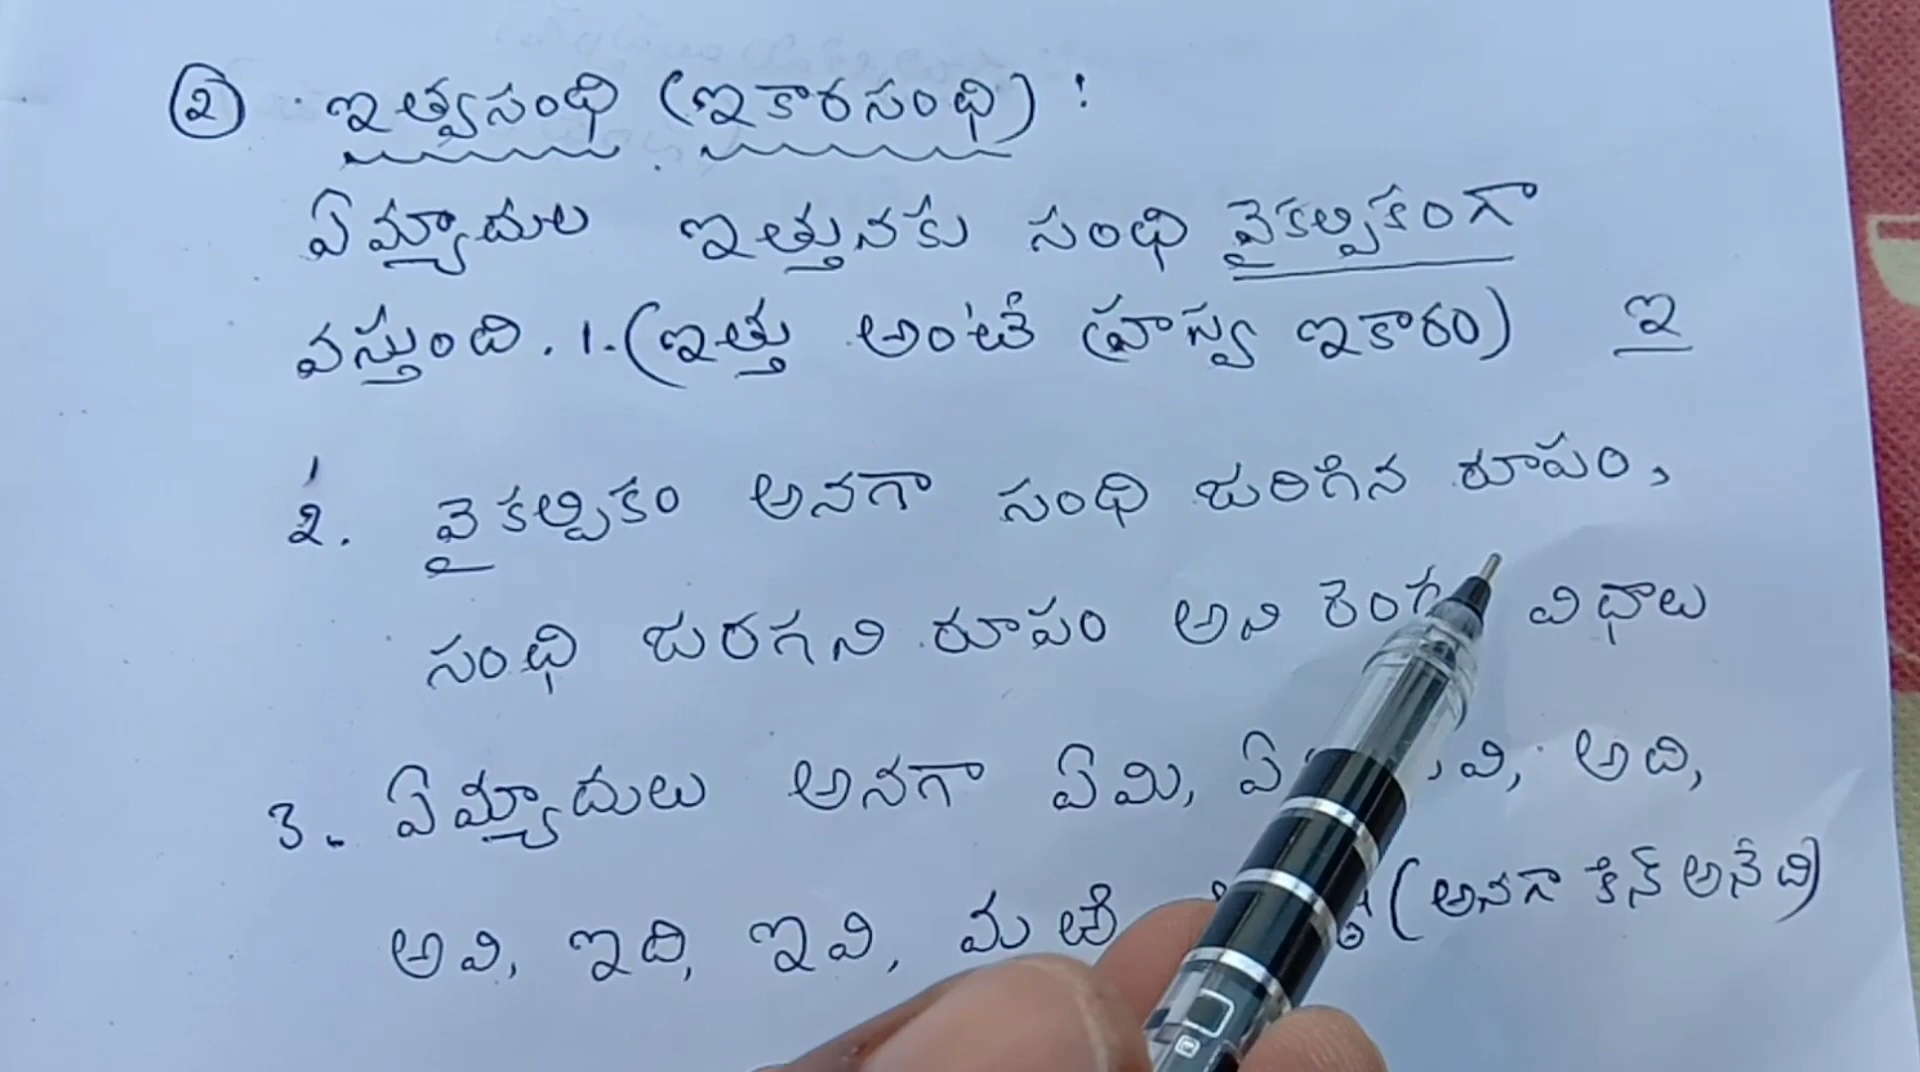 ② ఇత్వసంధి (ఇకారసంధి) :
ఏమ్యాదుల ఇత్తునకు సంధి వైకల్పికంగా
వస్తుంది. 1. (ఇత్తు అంటే హ్రస్వ ఇకారం) ఇ
2. వైకల్పికం అనగా సంధి జరిగిన రూపం,
సంధి జరగని రూపం అని విధాలు
3. ఏమ్యాదులు అనగా ఏమి, వి, అది,
అవి, ఇది, ఇవి, మఱి (అనగా కేన్ అనేది)